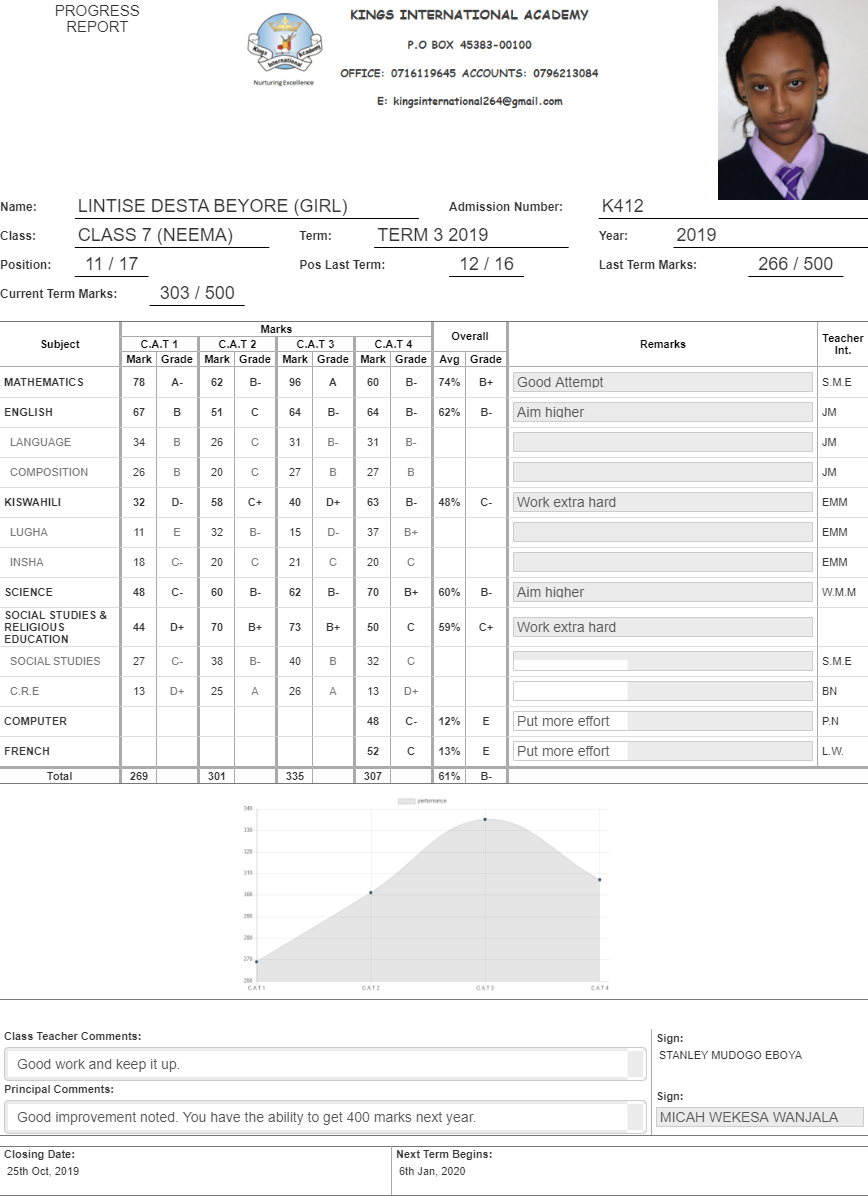 PROGRESS
REPORT
Kings International Academy
Nurturing Excellence
KINGS INTERNATIONAL ACADEMY
P.O BOX 45383-00100
OFFICE: 0716119645 ACCOUNTS: 0796213084
E: kingsinternational264@gmail.com
Name: LINTISE DESTA BEYORE (GIRL) Admission Number: K412
Class: CLASS 7 (NEEMA) Term: TERM 3 2019 Year: 2019
Position: 11 / 17 Pos Last Term: 12 / 16 Last Term Marks: 266 / 500
Current Term Marks: 303 / 500
Subject Marks Overall Remarks Teacher Int.
C.A.T 1 C.A.T 2 C.A.T 3 C.A.T 4
Mark Grade Mark Grade Mark Grade Mark Grade Avg Grade
MATHEMATICS 78 A- 62 B- 96 A 60 B- 74% B+ Good Attempt S.M.E
ENGLISH 67 B 51 C 64 B- 64 B- 62% B- Aim higher JM
LANGUAGE 34 B 26 C 31 B- 31 B- JM
COMPOSITION 26 B 20 C 27 B 27 B JM
KISWAHILI 32 D- 58 C+ 40 D+ 63 B- 48% C- Work extra hard EMM
LUGHA 11 E 32 B- 15 D- 37 B+ EMM
INSHA 18 C- 20 C 21 C 20 C EMM
SCIENCE 48 C- 60 B- 62 B- 70 B+ 60% B- Aim higher W.M.M
SOCIAL STUDIES &
RELIGIOUS
EDUCATION 44 D+ 70 B+ 73 B+ 50 C 59% C+ Work extra hard
SOCIAL STUDIES 27 C- 38 B- 40 B 32 C S.M.E
C.R.E 13 D+ 25 A 26 A 13 D+ BN
COMPUTER 48 C- 12% E Put more effort P.N
FRENCH 52 C 13% E Put more effort L.W.
Total 269 301 335 307 61% B-
performance
340
330
320
310
300
290
280
270
260
C.A.T 1 C.A.T 2 C.A.T 3 C.A.T 4
Class Teacher Comments: Sign:
Good work and keep it up. STANLEY MUDOGO EBOYA
Principal Comments: Sign:
Good improvement noted. You have the ability to get 400 marks next year. MICAH WEKESA WANJALA
Closing Date: Next Term Begins:
25th Oct, 2019 6th Jan, 2020